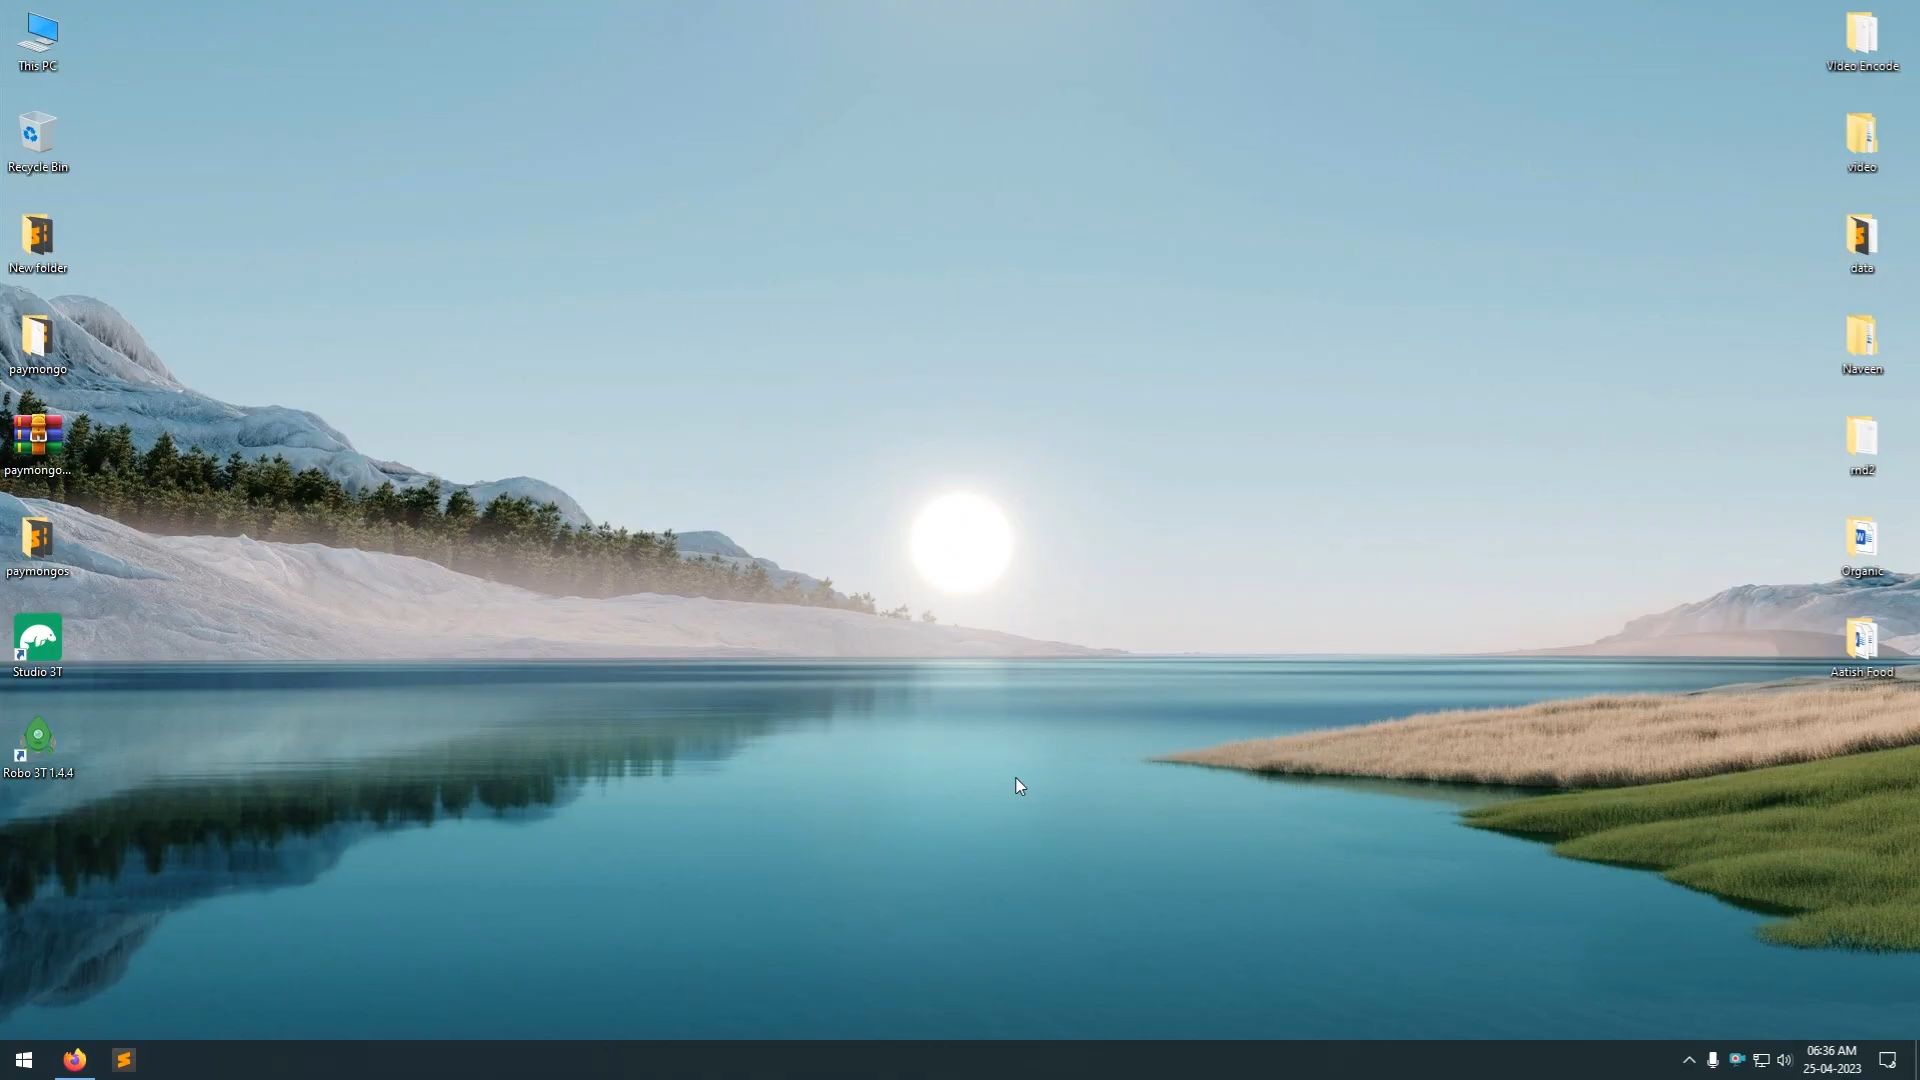 This PC
Recycle Bin
New folder
paymongo
paymongo...
paymongos
Studio 3T
Robo 3T 1.4.4
Video Encode
video
data
Naveen
rnd2
Organic
Aatish Food
06:36 AM
25-04-2023